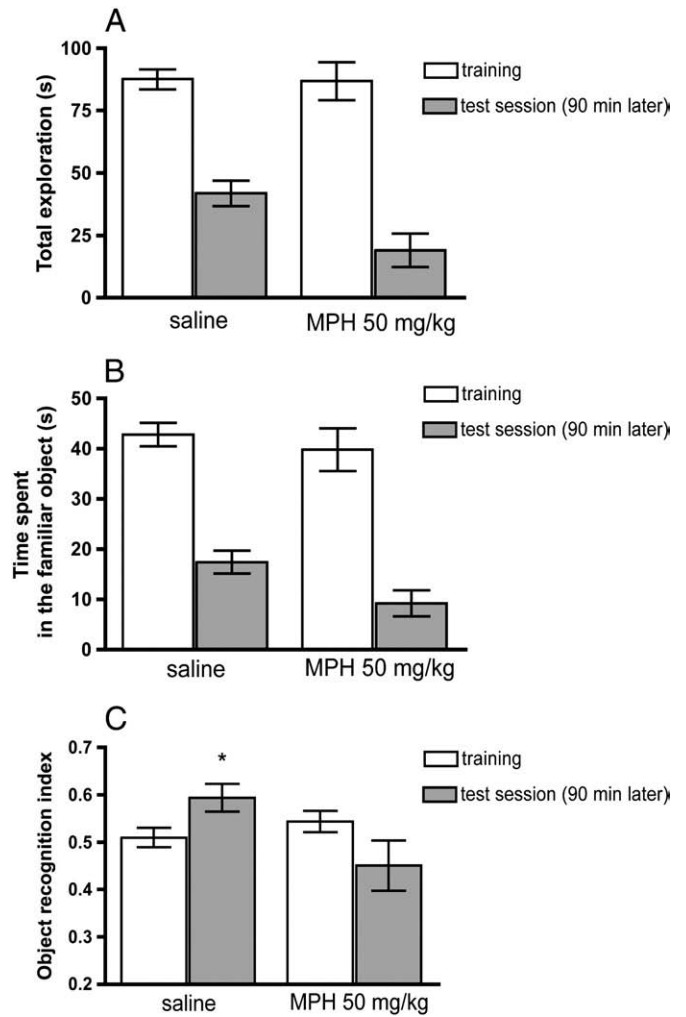 A
Total exploration (s)
100
75
50
25
0
saline
MPH 50 mg/kg
training
test session (90 min later)
B
Time spent
in the familiar object (s)
50
40
30
20
10
0
saline
MPH 50 mg/kg
training
test session (90 min later)
C
Object recognition index
0.7
0.6
0.5
0.4
0.3
0.2
*
saline
MPH 50 mg/kg
training
test session (90 min later)